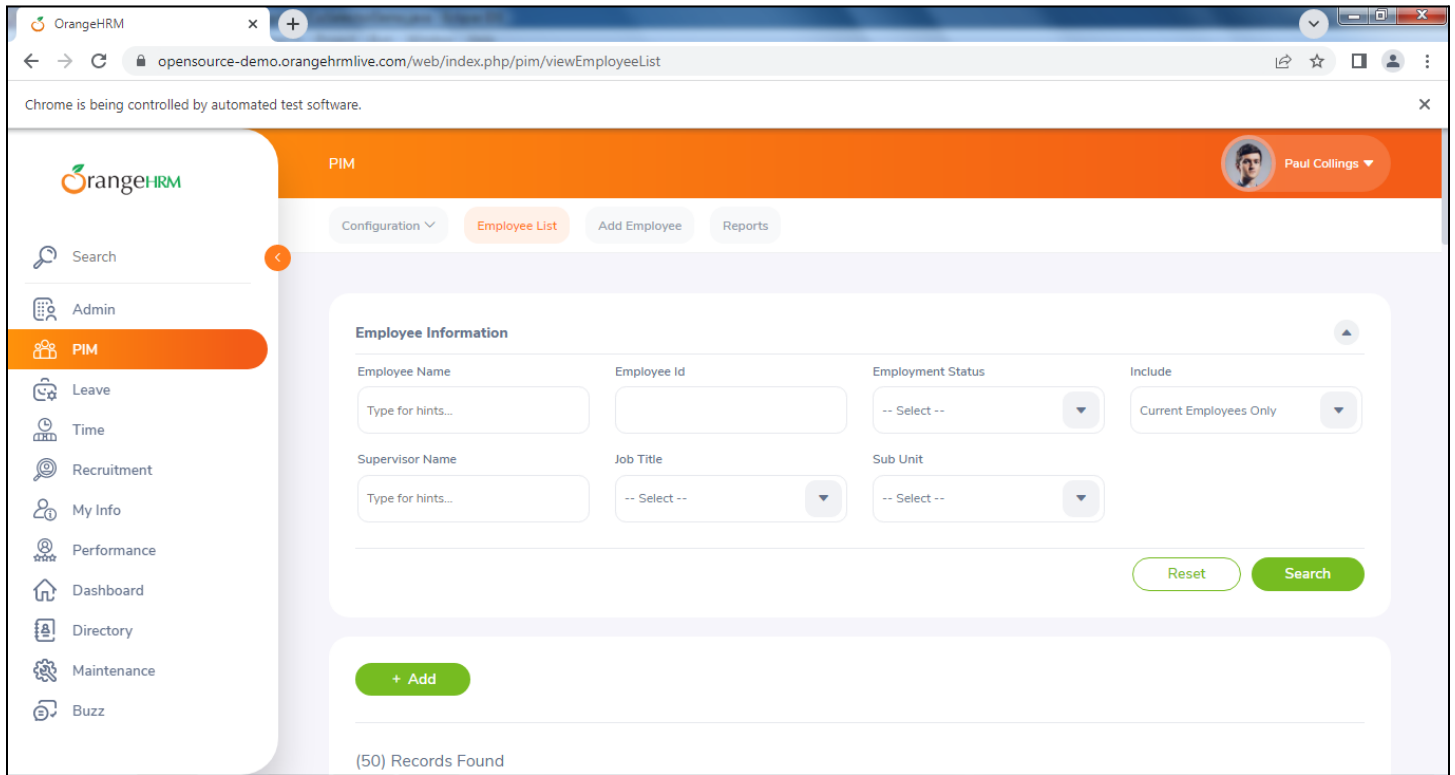 OrangeHRM
opensource-demo.orangehrmlive.com/web/index.php/pim/viewEmployeeList
Chrome is being controlled by automated test software.
OrangeHRM
Search
Admin
PIM
Leave
Time
Recruitment
My Info
Performance
Dashboard
Directory
Maintenance
Buzz
PIM
Paul Collings
Configuration Employee List Add Employee Reports
Employee Information
Employee Name Employee Id Employment Status Include
Type for hints... -- Select -- Current Employees Only
Supervisor Name Job Title Sub Unit
Type for hints... -- Select -- -- Select --
Reset Search
+ Add
(50) Records Found